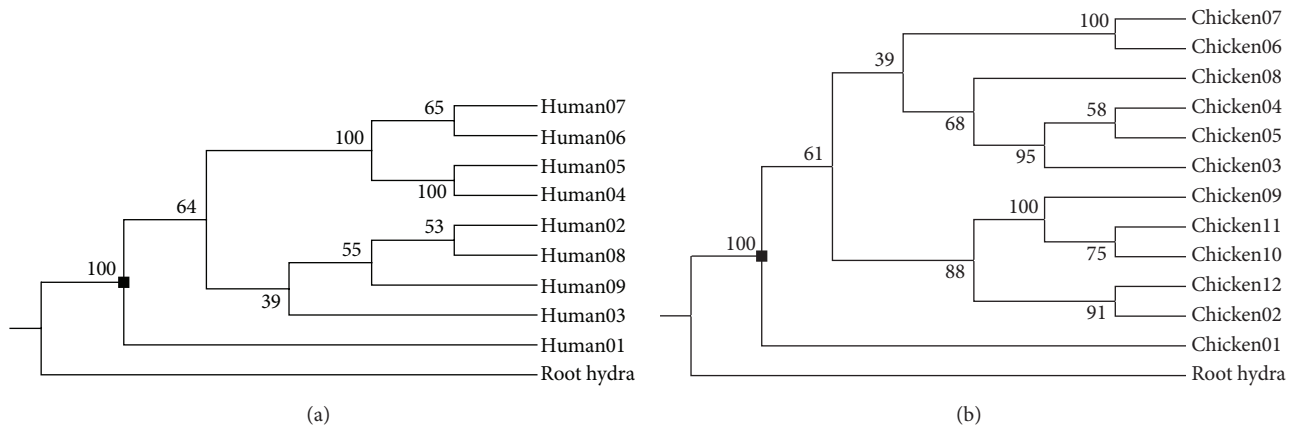 65
Human07
100
Human06
Human05
100
Human04
64
Human02
53
Human08
55
100
Human09
39
Human03
Human01
Root hydra
(a)
100
Chicken07
Chicken06
39
Chicken08
58
Chicken04
68
Chicken05
61
95
Chicken03
100
Chicken09
Chicken11
75
Chicken10
100
88
Chicken12
91
Chicken02
Chicken01
Root hydra
(b)